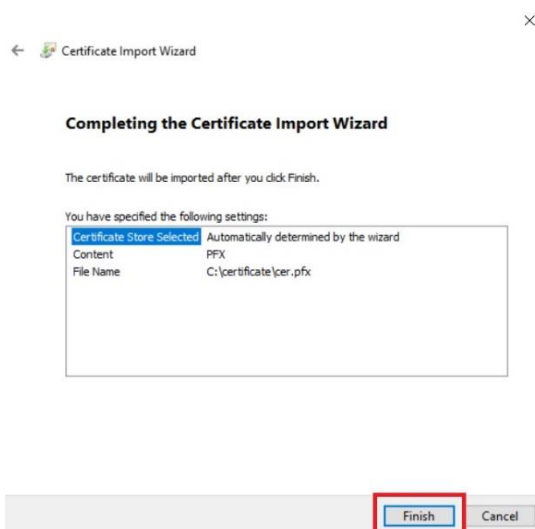 Certificate Import Wizard
Completing the Certificate Import Wizard
The certificate will be imported after you click Finish.
You have specified the following settings:
Certificate Store Selected Automatically determined by the wizard
Content PFX
File Name C:\certificate\cer.pfx
Finish Cancel